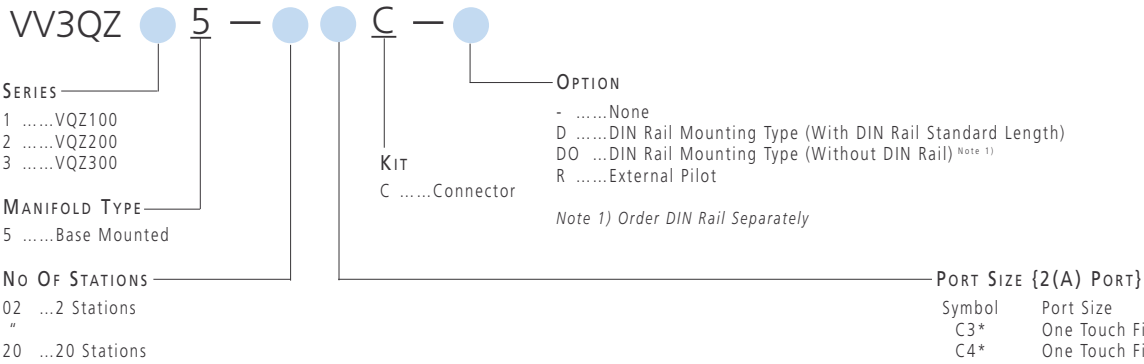 VV3QZ 5 — C —
SERIES
1 ......VQZ100
2 ......VQZ200
3 ......VQZ300
MANIFOLD TYPE
5 ......Base Mounted
NO OF STATIONS
02 ...2 Stations
"
20 ...20 Stations
KIT
C ......Connector
OPTION
- ......None
D ......DIN Rail Mounting Type (With DIN Rail Standard Length)
DO ...DIN Rail Mounting Type (Without DIN Rail) Note 1)
R ......External Pilot
Note 1) Order DIN Rail Separately
PORT SIZE {2(A) PORT}
Symbol Port Size
C3* One Touch
C4* One Touch